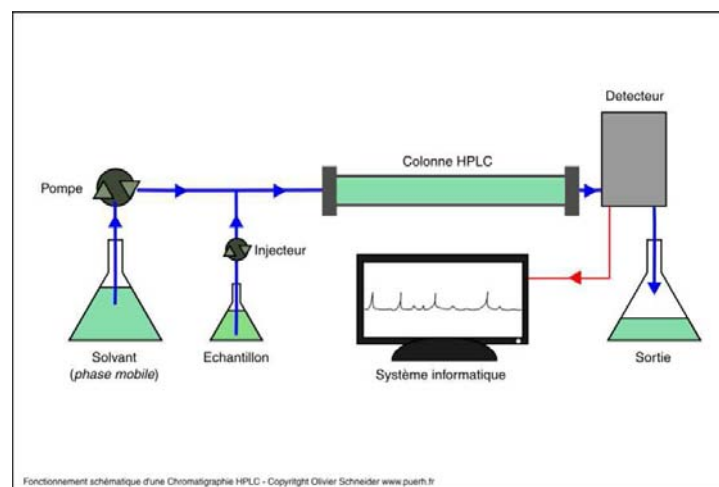 Detecteur
Colonne HPLC
Pompe
Injecteur
Solvant
(phase mobile)
Echantillon
Système informatique
Sortie
Fonctionnement schématique d'une Chromatographie HPLC - Copyritght Olivier Schneider www.puerh.fr